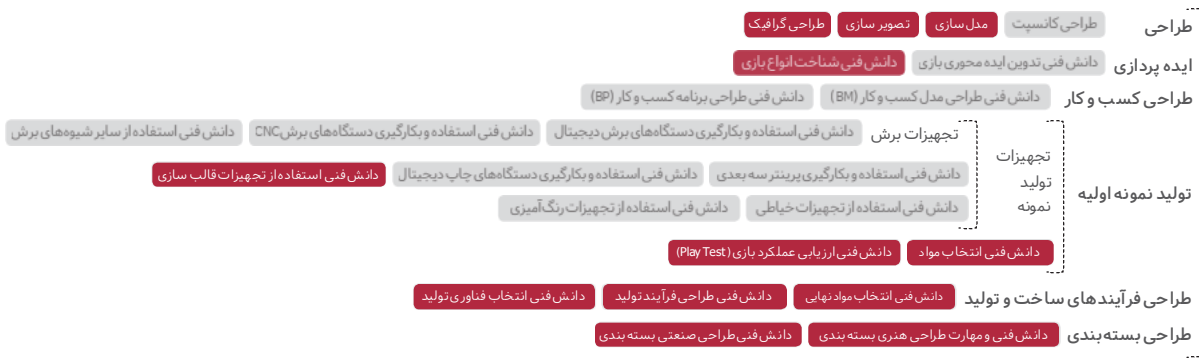 طراحی طراحی کانسپت مدل سازی تصویر سازی طراحی گرافیک
ایده پردازی دانش فنی تدوین ایده محوری بازی دانش فنی شناخت انواع بازی
طراحی کسب و کار دانش فنی طراحی مدل کسب و کار (BM) دانش فنی طراحی برنامه کسب و کار (BP)
تولید نمونه اولیه
تجهیزات
تولید
نمونه
تجهیزات برش دانش فنی استفاده و بکارگیری دستگاه‌های برش دیجیتال دانش فنی استفاده و بکارگیری دستگاه‌های برش CNC دانش فنی استفاده از سایر شیوه‌های برش
دانش فنی استفاده و بکارگیری پرینتر سه بعدی دانش فنی استفاده و بکارگیری دستگاه‌های چاپ دیجیتال دانش فنی استفاده از تجهیزات قالب سازی
دانش فنی استفاده از تجهیزات خیاطی دانش فنی استفاده از تجهیزات رنگ‌آمیزی
دانش فنی انتخاب مواد دانش فنی ارزیابی عملکرد بازی (Play Test)
طراحی فرآیندهای ساخت و تولید دانش فنی انتخاب مواد نهایی دانش فنی طراحی فرآیند تولید دانش فنی انتخاب فناوری تولید
طراحی بسته‌بندی دانش فنی و مهارت طراحی هنری بسته بندی دانش فنی طراحی صنعتی بسته بندی